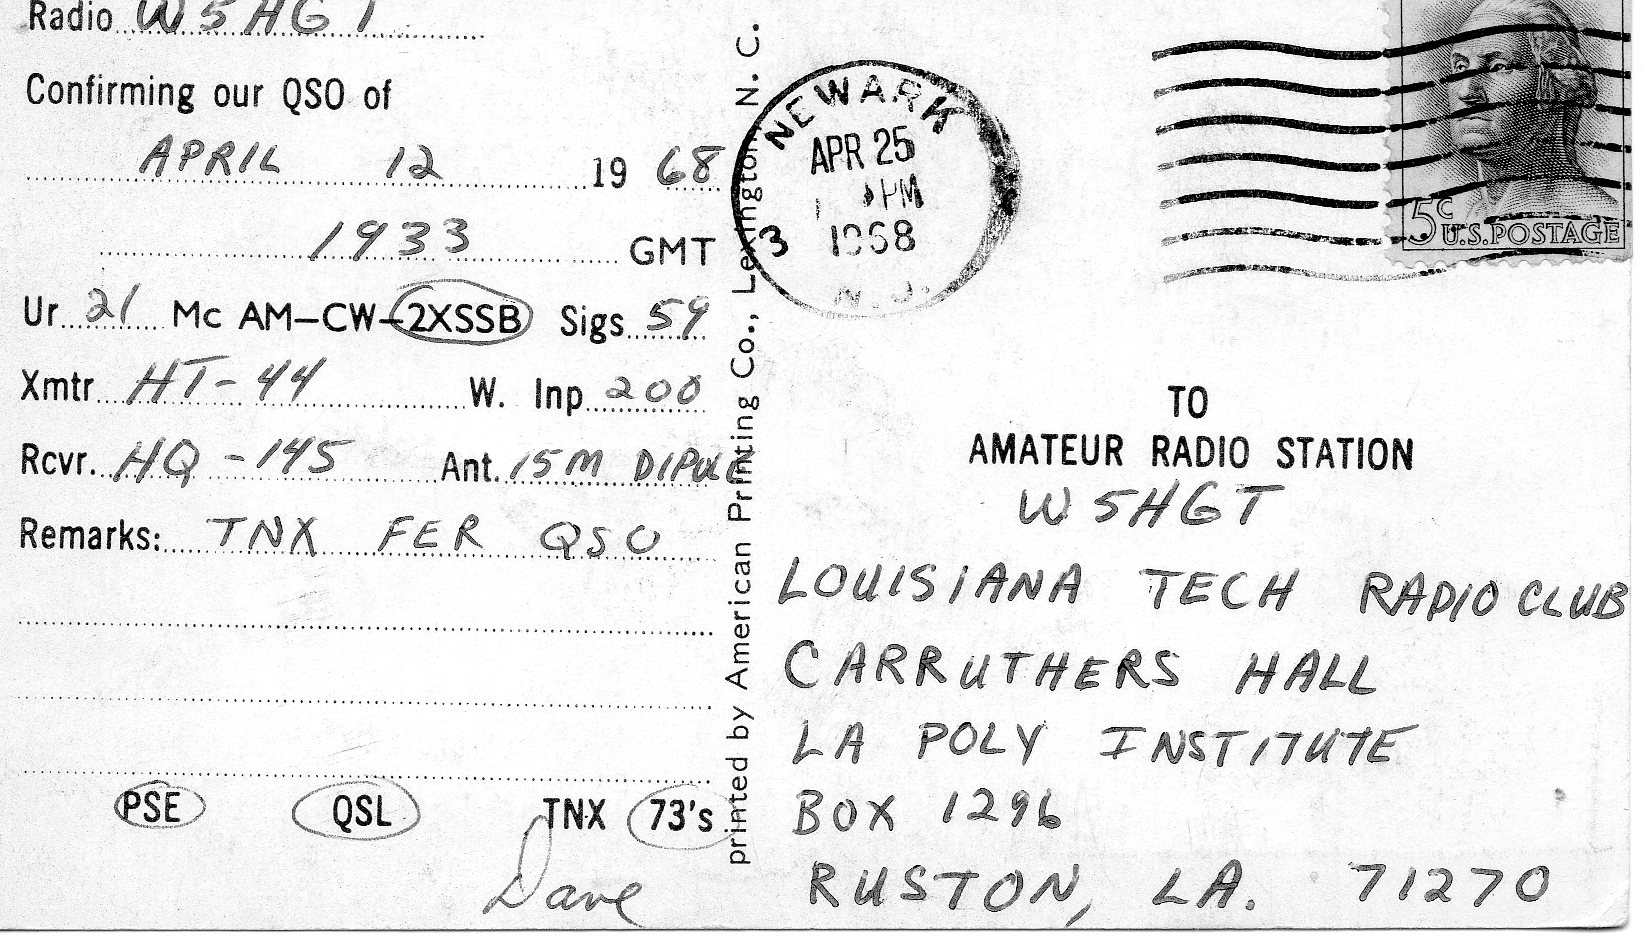 Radio W5HGT
Confirming our QSO of
APRIL 12 1968
1933 GMT
Ur 21 Mc AM-CW-2XSSB Sigs 59
Xmtr HT-44 W. Inp 200
Rcvr. HQ-145 Ant. 15M DIPOLE
Remarks: TNX FER QSO
PSE QSL TNX 73's
Dave
printed by American Printing Co., Lexington, N. C.
NEWARK
APR 25
PM
1968
3
N.J.
5c
U.S. POSTAGE
TO
AMATEUR RADIO STATION
W5HGT
LOUISIANA TECH RADIO CLUB
CARRUTHERS HALL
LA POLY INSTITUTE
BOX 1296
RUSTON, LA. 71270